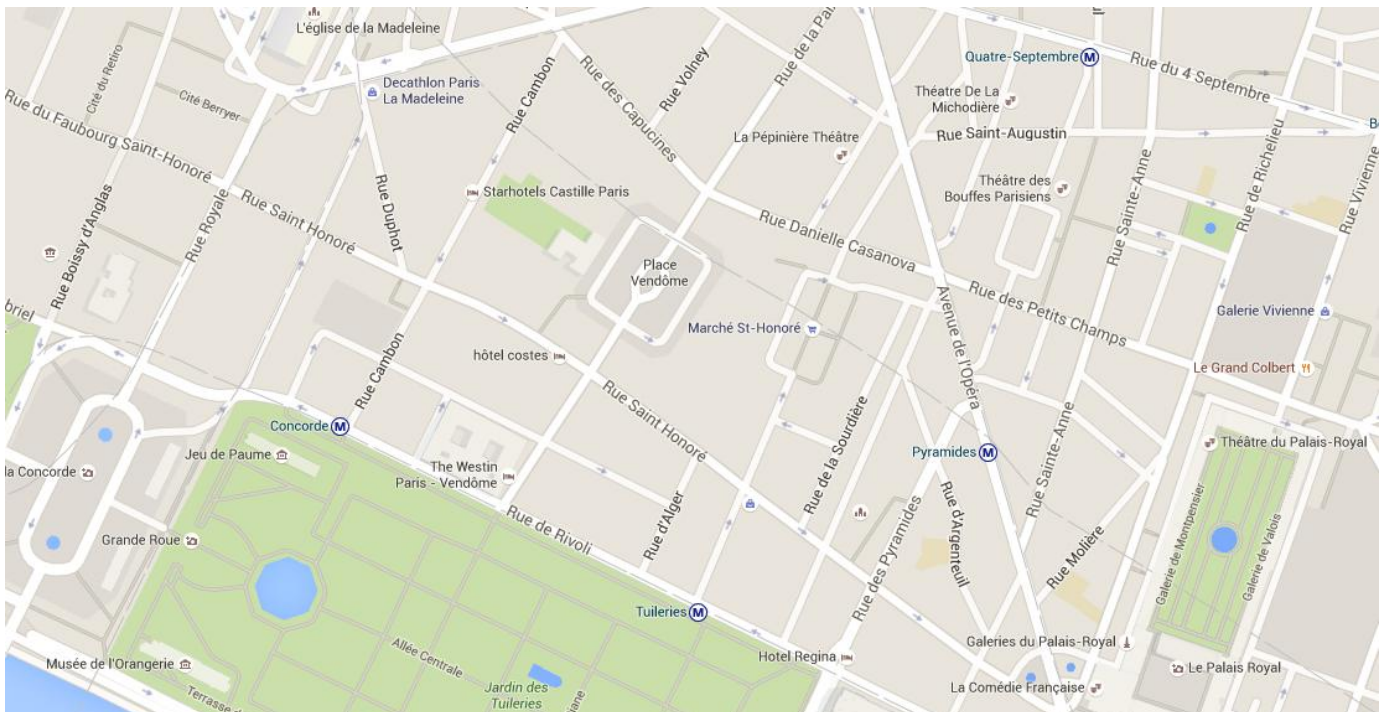 L'église de la Madeleine
Rue de la Paix
Quatre-Septembre M
Rue du 4 Septembre
Cité du Retiro
Decathlon Paris
La Madeleine
Cité Berryer
Rue Cambon
Rue des Capucines
Rue Volney
Théatre De La
Michodière
La Pépinière Théâtre
Rue Saint-Augustin
Rue du Faubourg Saint-Honoré
Rue Vivienne
Rue de Richelieu
Rue Sainte-Anne
Rue Boissy d'Anglas
Rue Royale
Rue Saint Honoré
Rue Duphot
Starhotels Castille Paris
Théâtre des
Bouffes Parisiens
Rue Danielle Casanova
Place
Vendôme
briel
Rue des Petits Champs
Avenue de l'Opéra
Galerie Vivienne
Marché St-Honoré
hôtel costes
Rue Cambon
Le Grand Colbert
Rue Saint Honoré
Rue de la Sourdière
Concorde M
Jeu de Paume
la Concorde
The Westin
Paris - Vendôme
Pyramides M
Rue Sainte-Anne
Théâtre du Palais-Royal
Rue de Rivoli
Rue d'Alger
Rue des Pyramides
Rue d'Argenteuil
Rue Molière
Galerie de Montpensier
Galerie de Valois
Grande Roue
Tuileries M
Musée de l'Orangerie
Allée Centrale
Hotel Regina
Galeries du Palais-Royal
Le Palais Royal
La Comédie Française
Jardin des
Tuileries
Terrasse